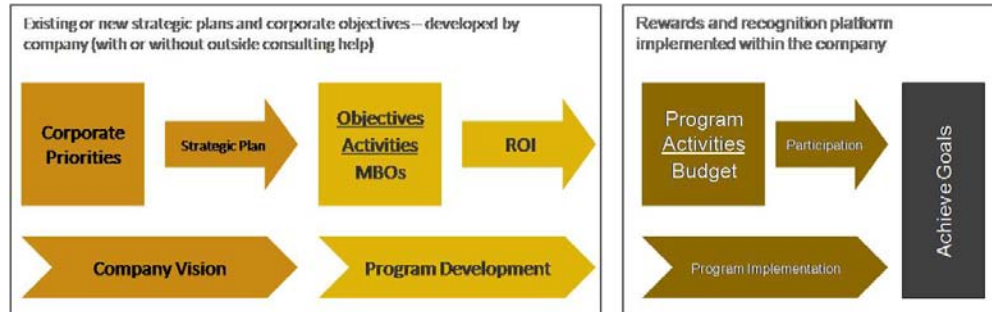 Existing or new strategic plans and corporate objectives – developed by
company (with or without outside consulting help)
Corporate
Priorities
Strategic Plan
Objectives
Activities
MBOs
ROI
Company Vision
Program Development
Rewards and recognition platform
implemented within the company
Program
Activities
Budget
Participation
Program Implementation
Achieve Goals